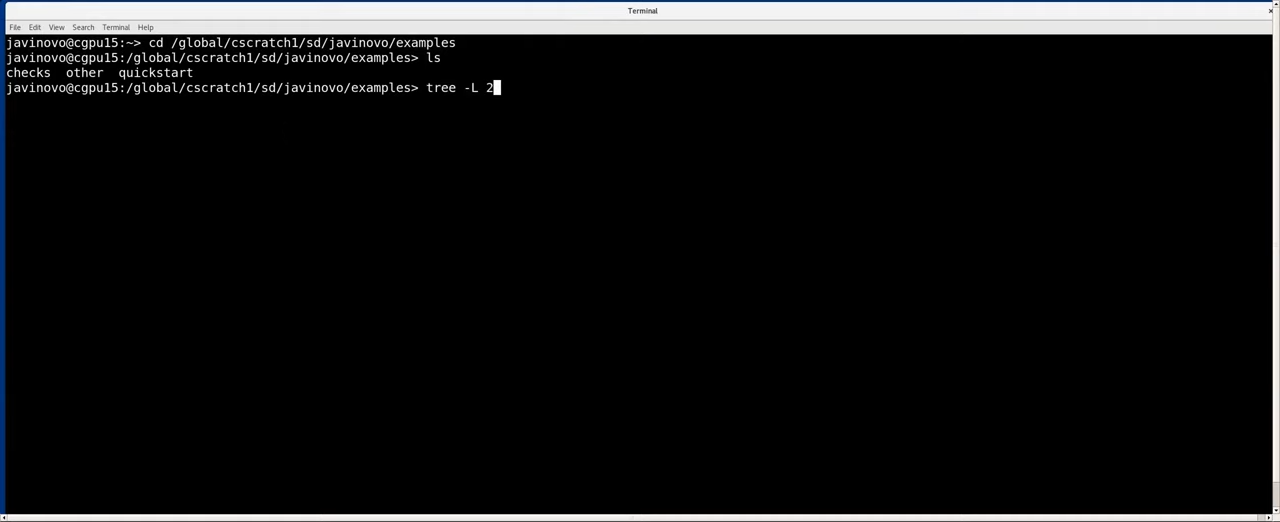 Terminal
File Edit View Search Terminal Help
javinovo@cgpu15:~> cd /global/cscratch1/sd/javinovo/examples
javinovo@cgpu15:/global/cscratch1/sd/javinovo/examples> ls
checks other quickstart
javinovo@cgpu15:/global/cscratch1/sd/javinovo/examples> tree -L 2